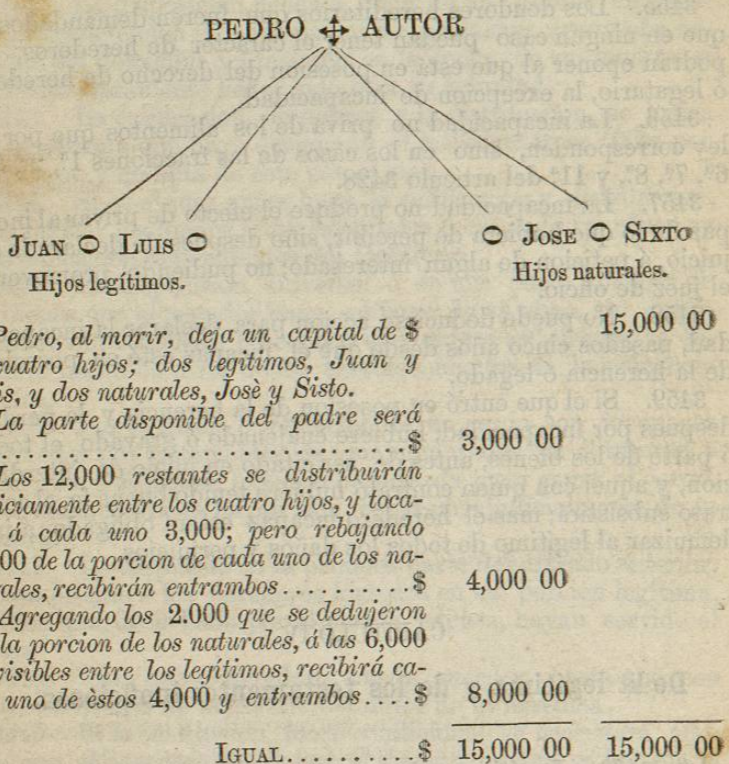 PEDRO ✢ AUTOR
JUAN O LUIS O O JOSE O SIXTO
Hijos legítimos. Hijos naturales.
Pedro, al morir, deja un capital de $ 15,000 00
cuatro hijos; dos legitimos, Juan y
is, y dos naturales, Josè y Sisto.
La parte disponible del padre será
$ 3,000 00
Los 12,000 restantes se distribuirán
iciamente entre los cuatro hijos, y toca-
á cada uno 3,000; pero rebajando
00 de la porcion de cada uno de los na-
rales, recibirán entrambos...........$ 4,000 00
Agregando los 2.000 que se dedujeron
la porcion de los naturales, á las 6,000
visibles entre los legítimos, recibirá ca-
uno de èstos 4,000 y entrambos....$ 8,000 00
IGUAL..........$ 15,000 00 15,000 00